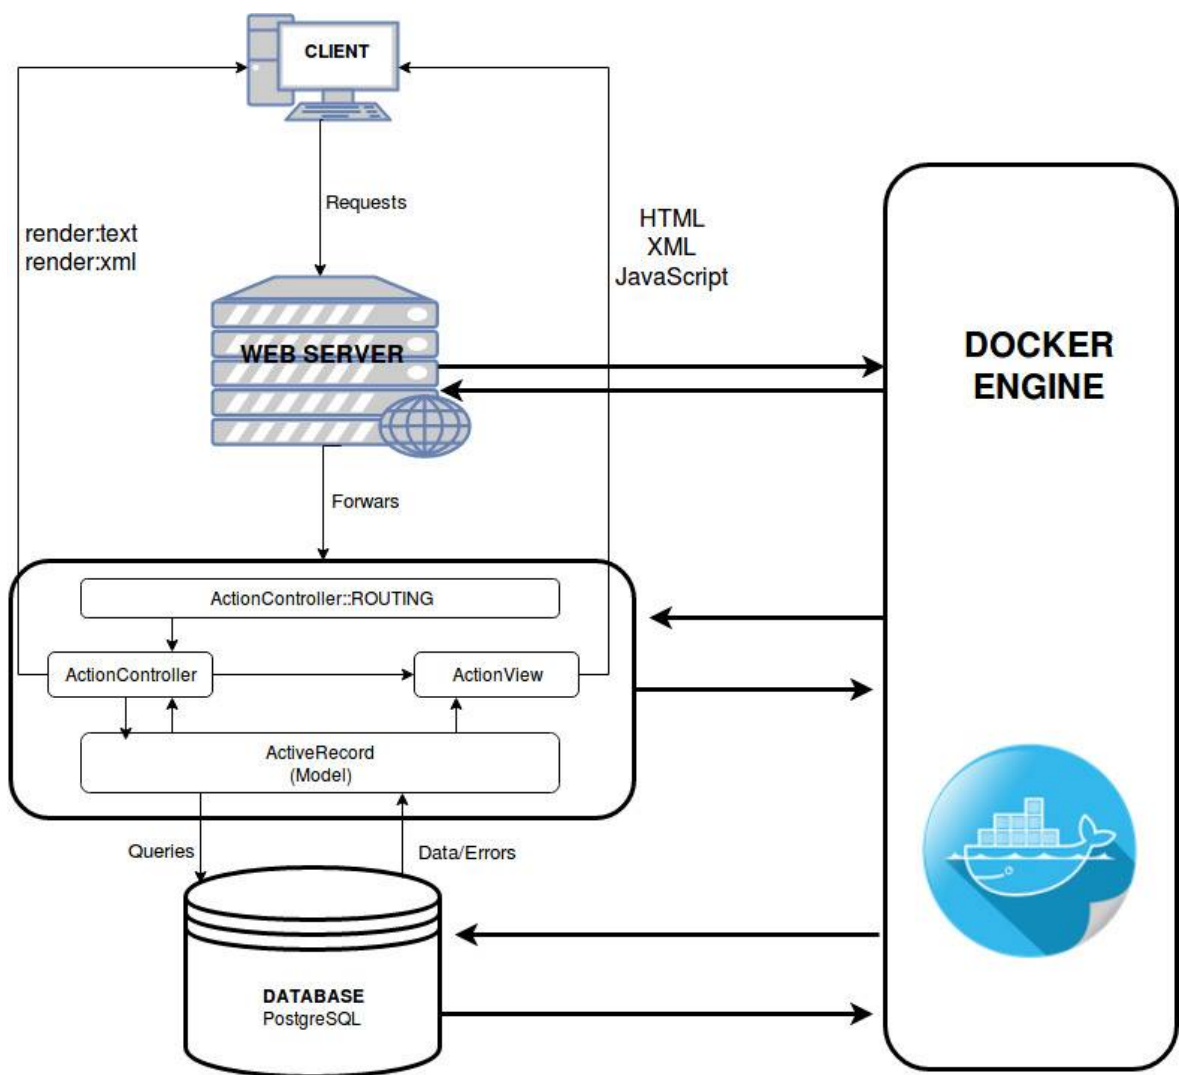 CLIENT
Requests
render:text
render:xml
HTML
XML
JavaScript
WEB SERVER
DOCKER
ENGINE
Forwars
ActionController::ROUTING
ActionController
ActionView
ActiveRecord
(Model)
Queries
Data/Errors
DATABASE
PostgreSQL